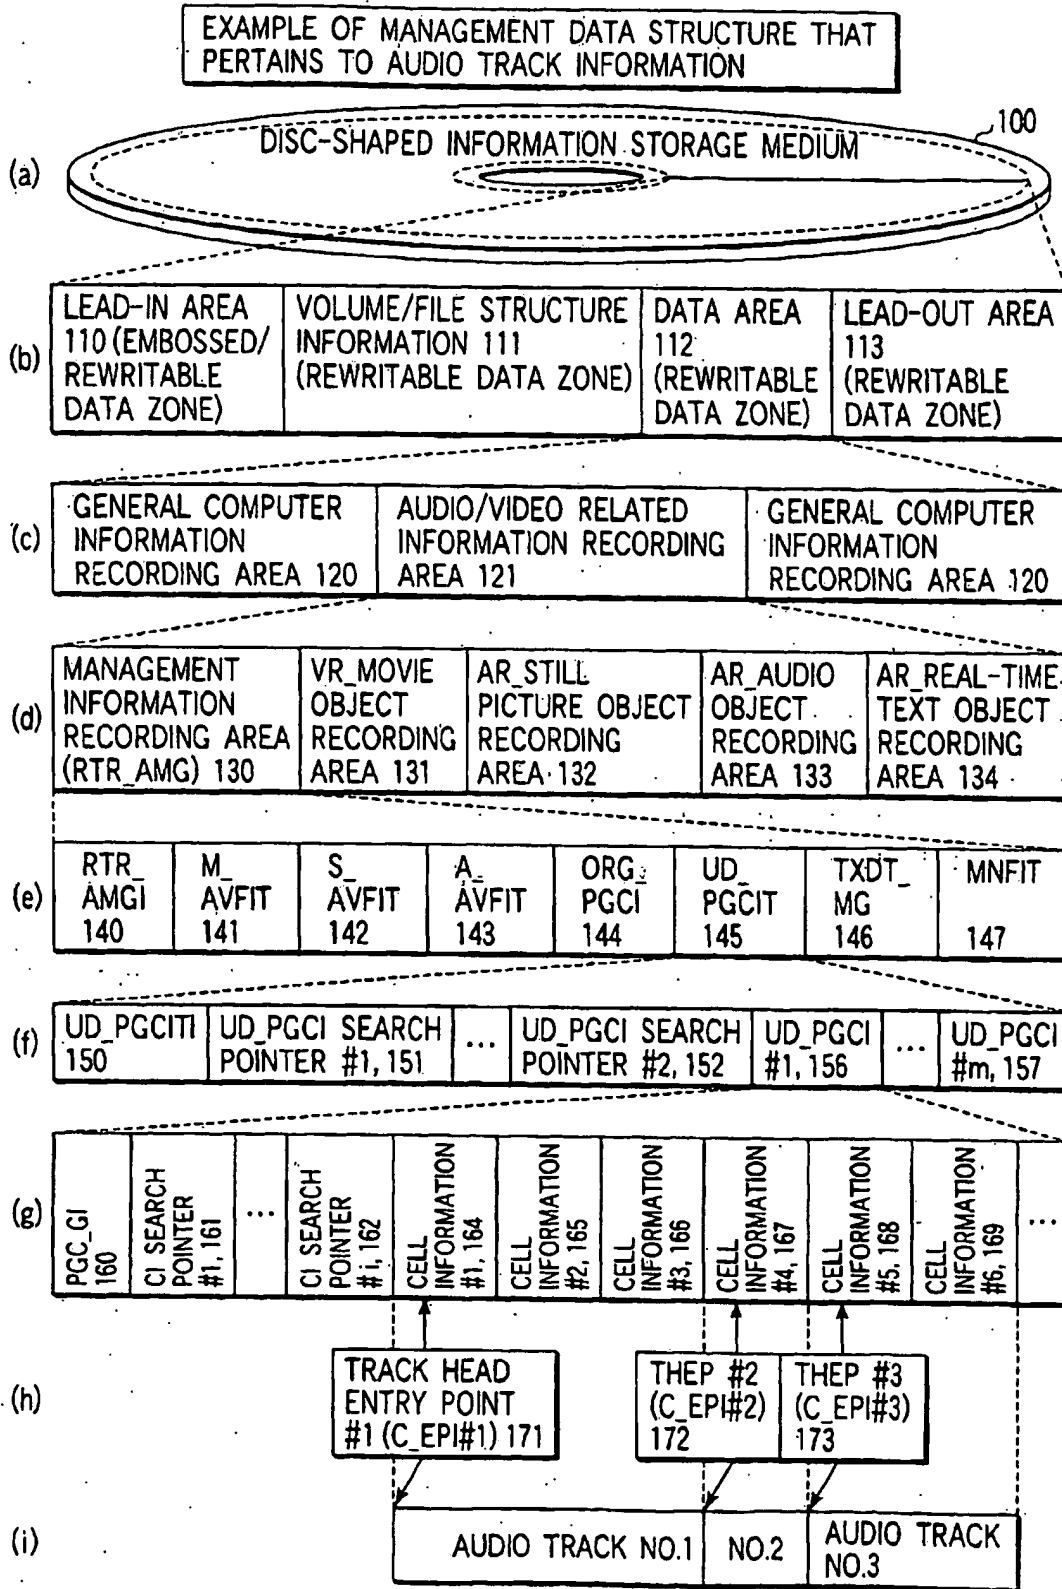 EXAMPLE OF MANAGEMENT DATA STRUCTURE THAT
PERTAINS TO AUDIO TRACK INFORMATION
100
(a)
DISC-SHAPED INFORMATION STORAGE MEDIUM
(b)
LEAD-IN AREA
110 (EMBOSSED/
REWRITABLE
DATA ZONE)
VOLUME/FILE STRUCTURE
INFORMATION 111
(REWRITABLE DATA ZONE)
DATA AREA
112
(REWRITABLE
DATA ZONE)
LEAD-OUT AREA
113
(REWRITABLE
DATA ZONE)
(c)
GENERAL COMPUTER
INFORMATION
RECORDING AREA 120
AUDIO/VIDEO RELATED
INFORMATION RECORDING
AREA 121
GENERAL COMPUTER
INFORMATION
RECORDING AREA 120
(d)
MANAGEMENT
INFORMATION
RECORDING AREA
(RTR_AMG) 130
VR_MOVIE
OBJECT
RECORDING
AREA 131
AR_STILL
PICTURE OBJECT
RECORDING
AREA 132
AR_AUDIO
OBJECT
RECORDING
AREA 133
AR_REAL-TIME
TEXT OBJECT
RECORDING
AREA 134
(e)
RTR_
AMGI
140
M_
AVFIT
141
S_
AVFIT
142
A_
AVFIT
143
ORG_
PGCI
144
UD_
PGCIT
145
TXDT_
MG
146
MNFIT
147
(f)
UD_PGCITI
150
UD_PGCI SEARCH
POINTER #1, 151
...
UD_PGCI SEARCH
POINTER #2, 152
UD_PGCI
#1, 156
...
UD_PGCI
#m, 157
(g)
PGC_GI
160
CI SEARCH
POINTER
#1, 161
...
CI SEARCH
POINTER
#i, 162
CELL
INFORMATION
#1, 164
CELL
INFORMATION
#2, 165
CELL
INFORMATION
#3, 166
CELL
INFORMATION
#4, 167
CELL
INFORMATION
#5, 168
CELL
INFORMATION
#6, 169
...
(h)
TRACK HEAD
ENTRY POINT
#1 (C_EPI#1) 171
THEP #2
(C_EPI#2)
172
THEP #3
(C_EPI#3)
173
(i)
AUDIO TRACK NO.1
NO.2
AUDIO TRACK
NO.3